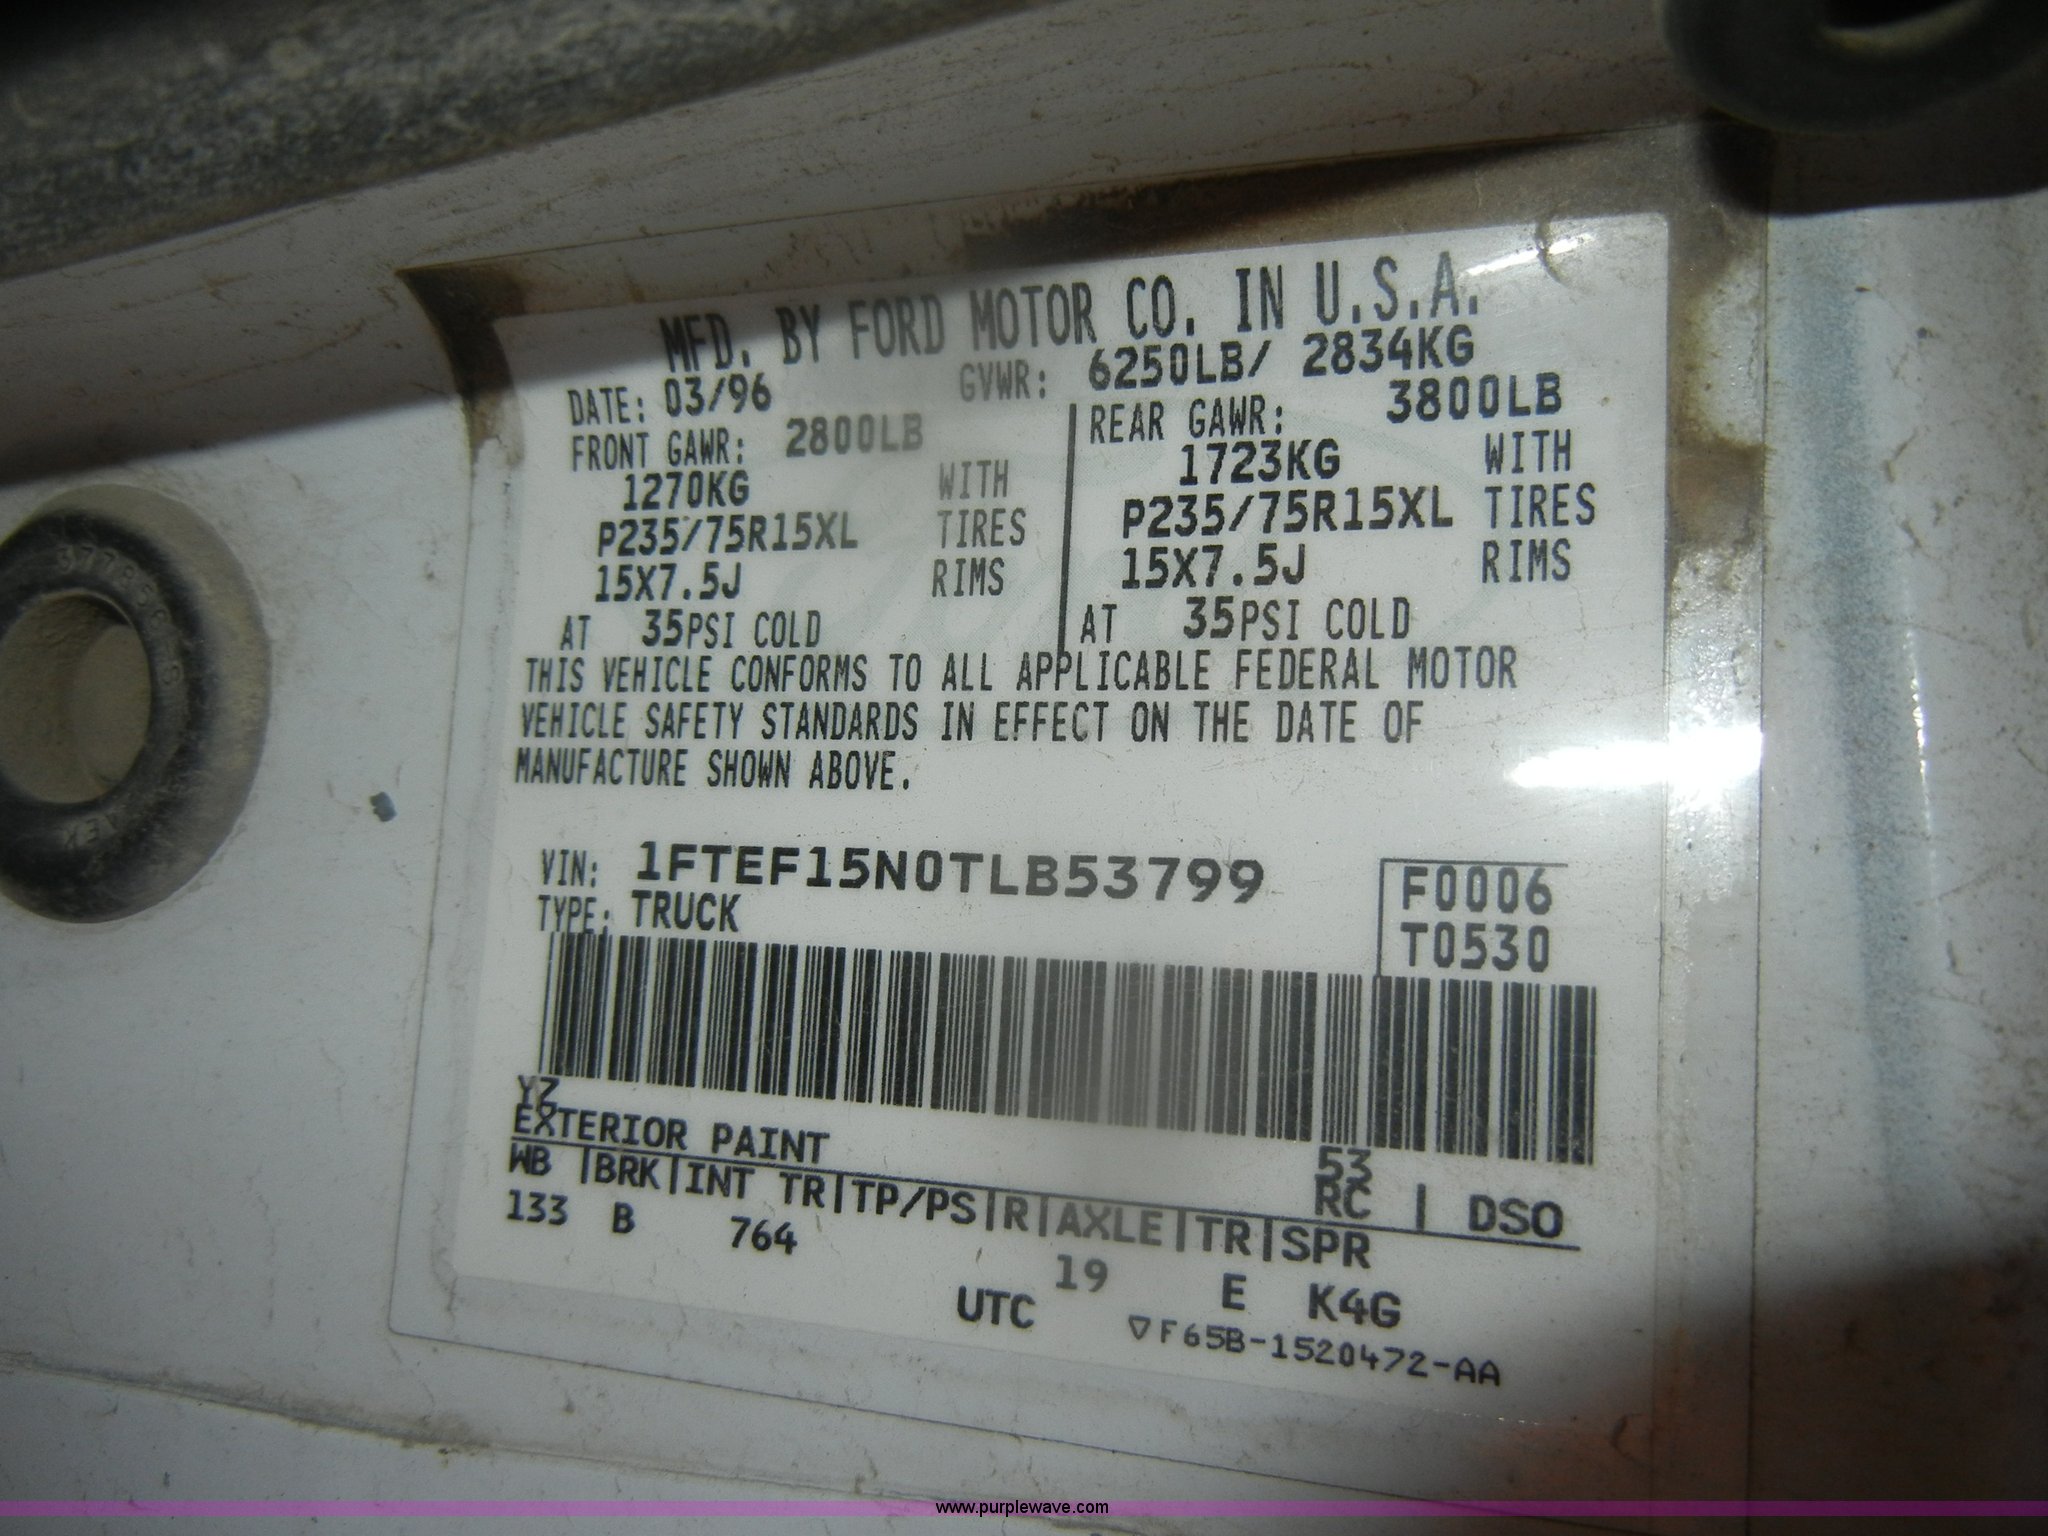 MFD. BY FORD MOTOR CO. IN U.S.A.
DATE: 03/96 GVWR: 6250LB/ 2834KG
FRONT GAWR: 2800LB REAR GAWR: 3800LB
1270KG WITH 1723KG WITH
P235/75R15XL TIRES P235/75R15XL TIRES
15X7.5J RIMS 15X7.5J RIMS
AT 35PSI COLD AT 35PSI COLD
THIS VEHICLE CONFORMS TO ALL APPLICABLE FEDERAL MOTOR
VEHICLE SAFETY STANDARDS IN EFFECT ON THE DATE OF
MANUFACTURE SHOWN ABOVE.
VIN: 1FTEF15N0TLB53799 F0006
TYPE: TRUCK T0530
YZ 53
EXTERIOR PAINT RC | DSO
WB |BRK|INT TR|TP/PS|R|AXLE|TR|SPR
133 B 764 19 E K4G
UTC ▽F65B-1520472-AA
www.purplewave.com